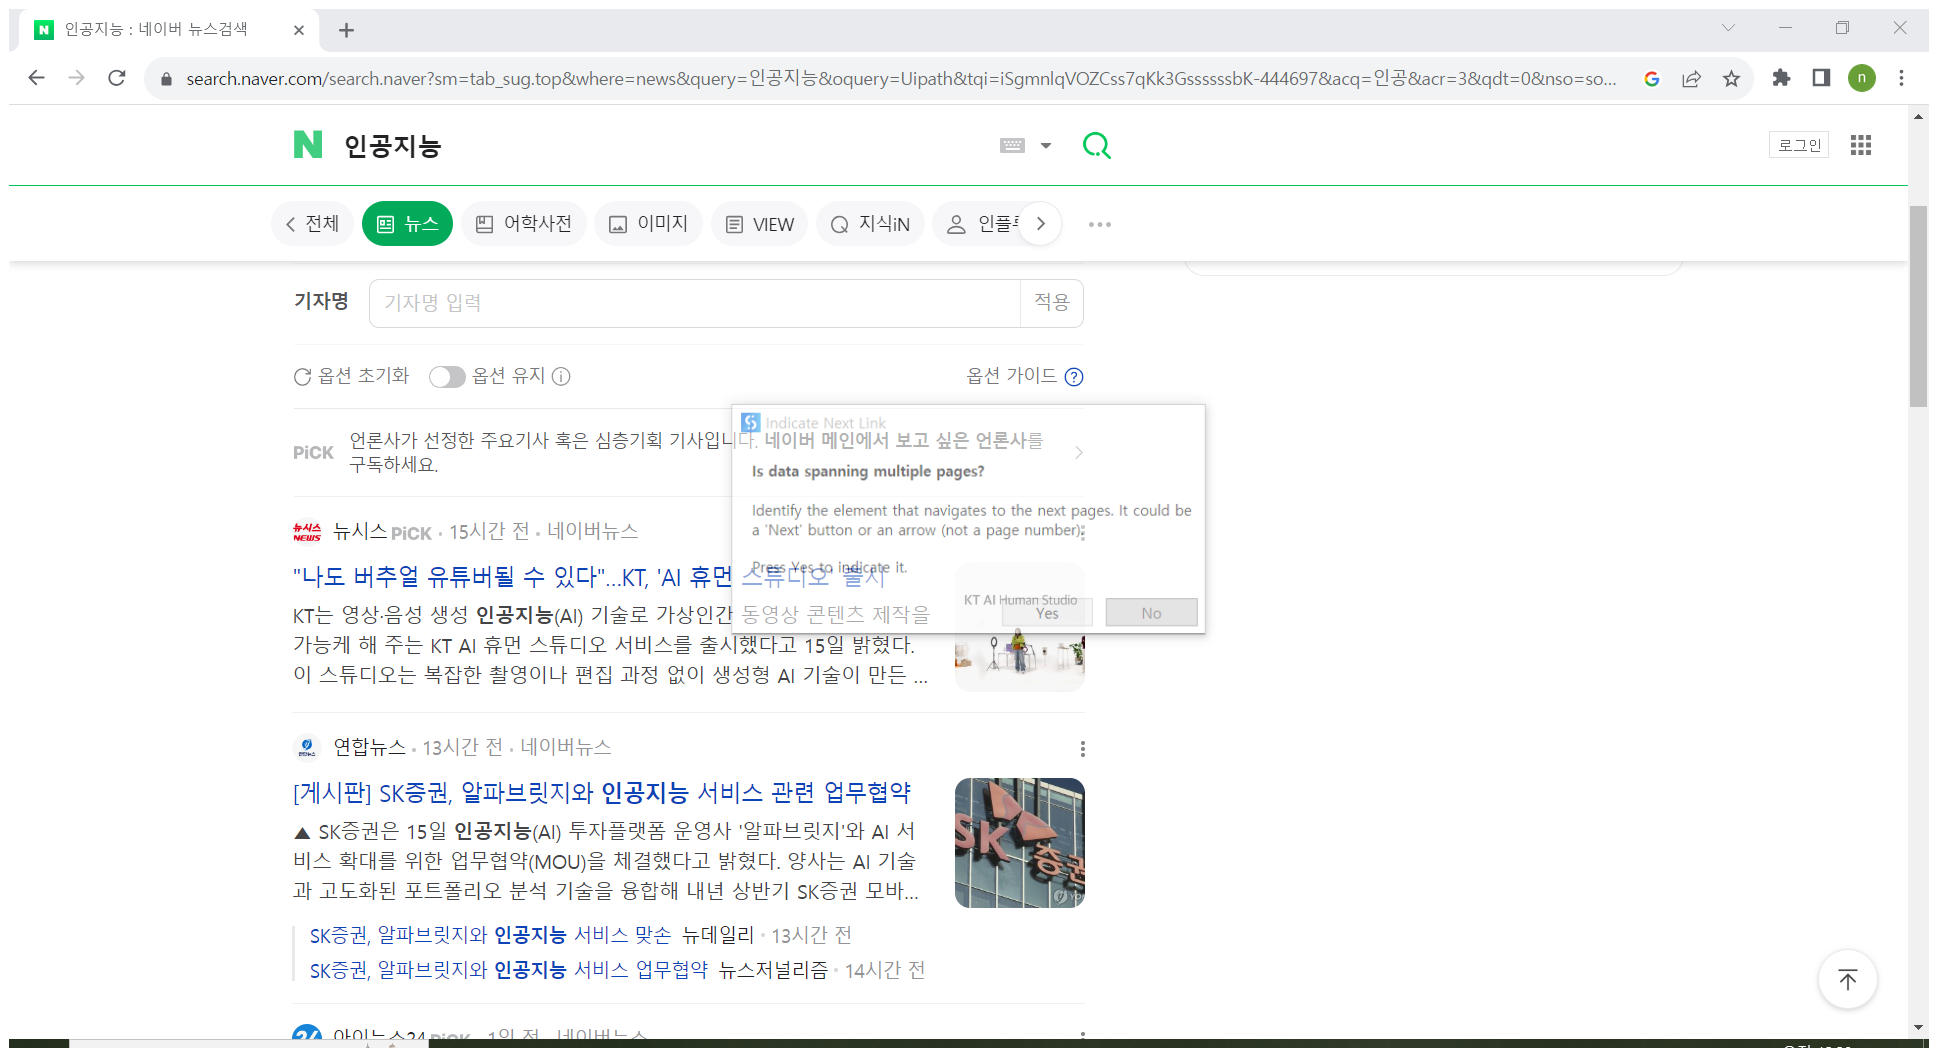 인공지능 : 네이버 뉴스검색
search.naver.com/search.naver?sm=tab_sug.top&where=news&query=인공지능&oquery=Uipath&tqi=iSgmnlqVOZCss7qKk3GssssssbK-444697&acq=인공&acr=3&qdt=0&nso=so...
n
N 인공지능
로그인
전체 뉴스 어학사전 이미지 VIEW 지식iN 인플루
기자명 기자명 입력 적용
옵션 초기화 옵션 유지 옵션 가이드
Indicate Next Link
PiCK 언론사가 선정한 주요기사 혹은 심층기획 기사입니다. 네이버 메인에서 보고 싶은 언론사를
구독하세요.
Is data spanning multiple pages?
Identify the element that navigates to the next pages. It could be
a 'Next' button or an arrow (not a page number).
Press Yes to indicate it.
Yes No
뉴시스 NEWS 뉴시스 PiCK · 15시간 전 · 네이버뉴스
"나도 버추얼 유튜버될 수 있다"...KT, 'AI 휴먼 스튜디오' 출시
KT는 영상·음성 생성 인공지능(AI) 기술로 가상인간 동영상 콘텐츠 제작을
가능케 해 주는 KT AI 휴먼 스튜디오 서비스를 출시했다고 15일 밝혔다.
이 스튜디오는 복잡한 촬영이나 편집 과정 없이 생성형 AI 기술이 만든 ...
KT AI Human Studio
연합뉴스 · 13시간 전 · 네이버뉴스
[게시판] SK증권, 알파브릿지와 인공지능 서비스 관련 업무협약
▲ SK증권은 15일 인공지능(AI) 투자플랫폼 운영사 '알파브릿지'와 AI 서
비스 확대를 위한 업무협약(MOU)을 체결했다고 밝혔다. 양사는 AI 기술
과 고도화된 포트폴리오 분석 기술을 융합해 내년 상반기 SK증권 모바...
SK 증권
SK증권, 알파브릿지와 인공지능 서비스 맞손 뉴데일리 · 13시간 전
SK증권, 알파브릿지와 인공지능 서비스 업무협약 뉴스저널리즘 · 14시간 전
24 아이뉴스24 PiCK · 1일 전 · 네이버뉴스